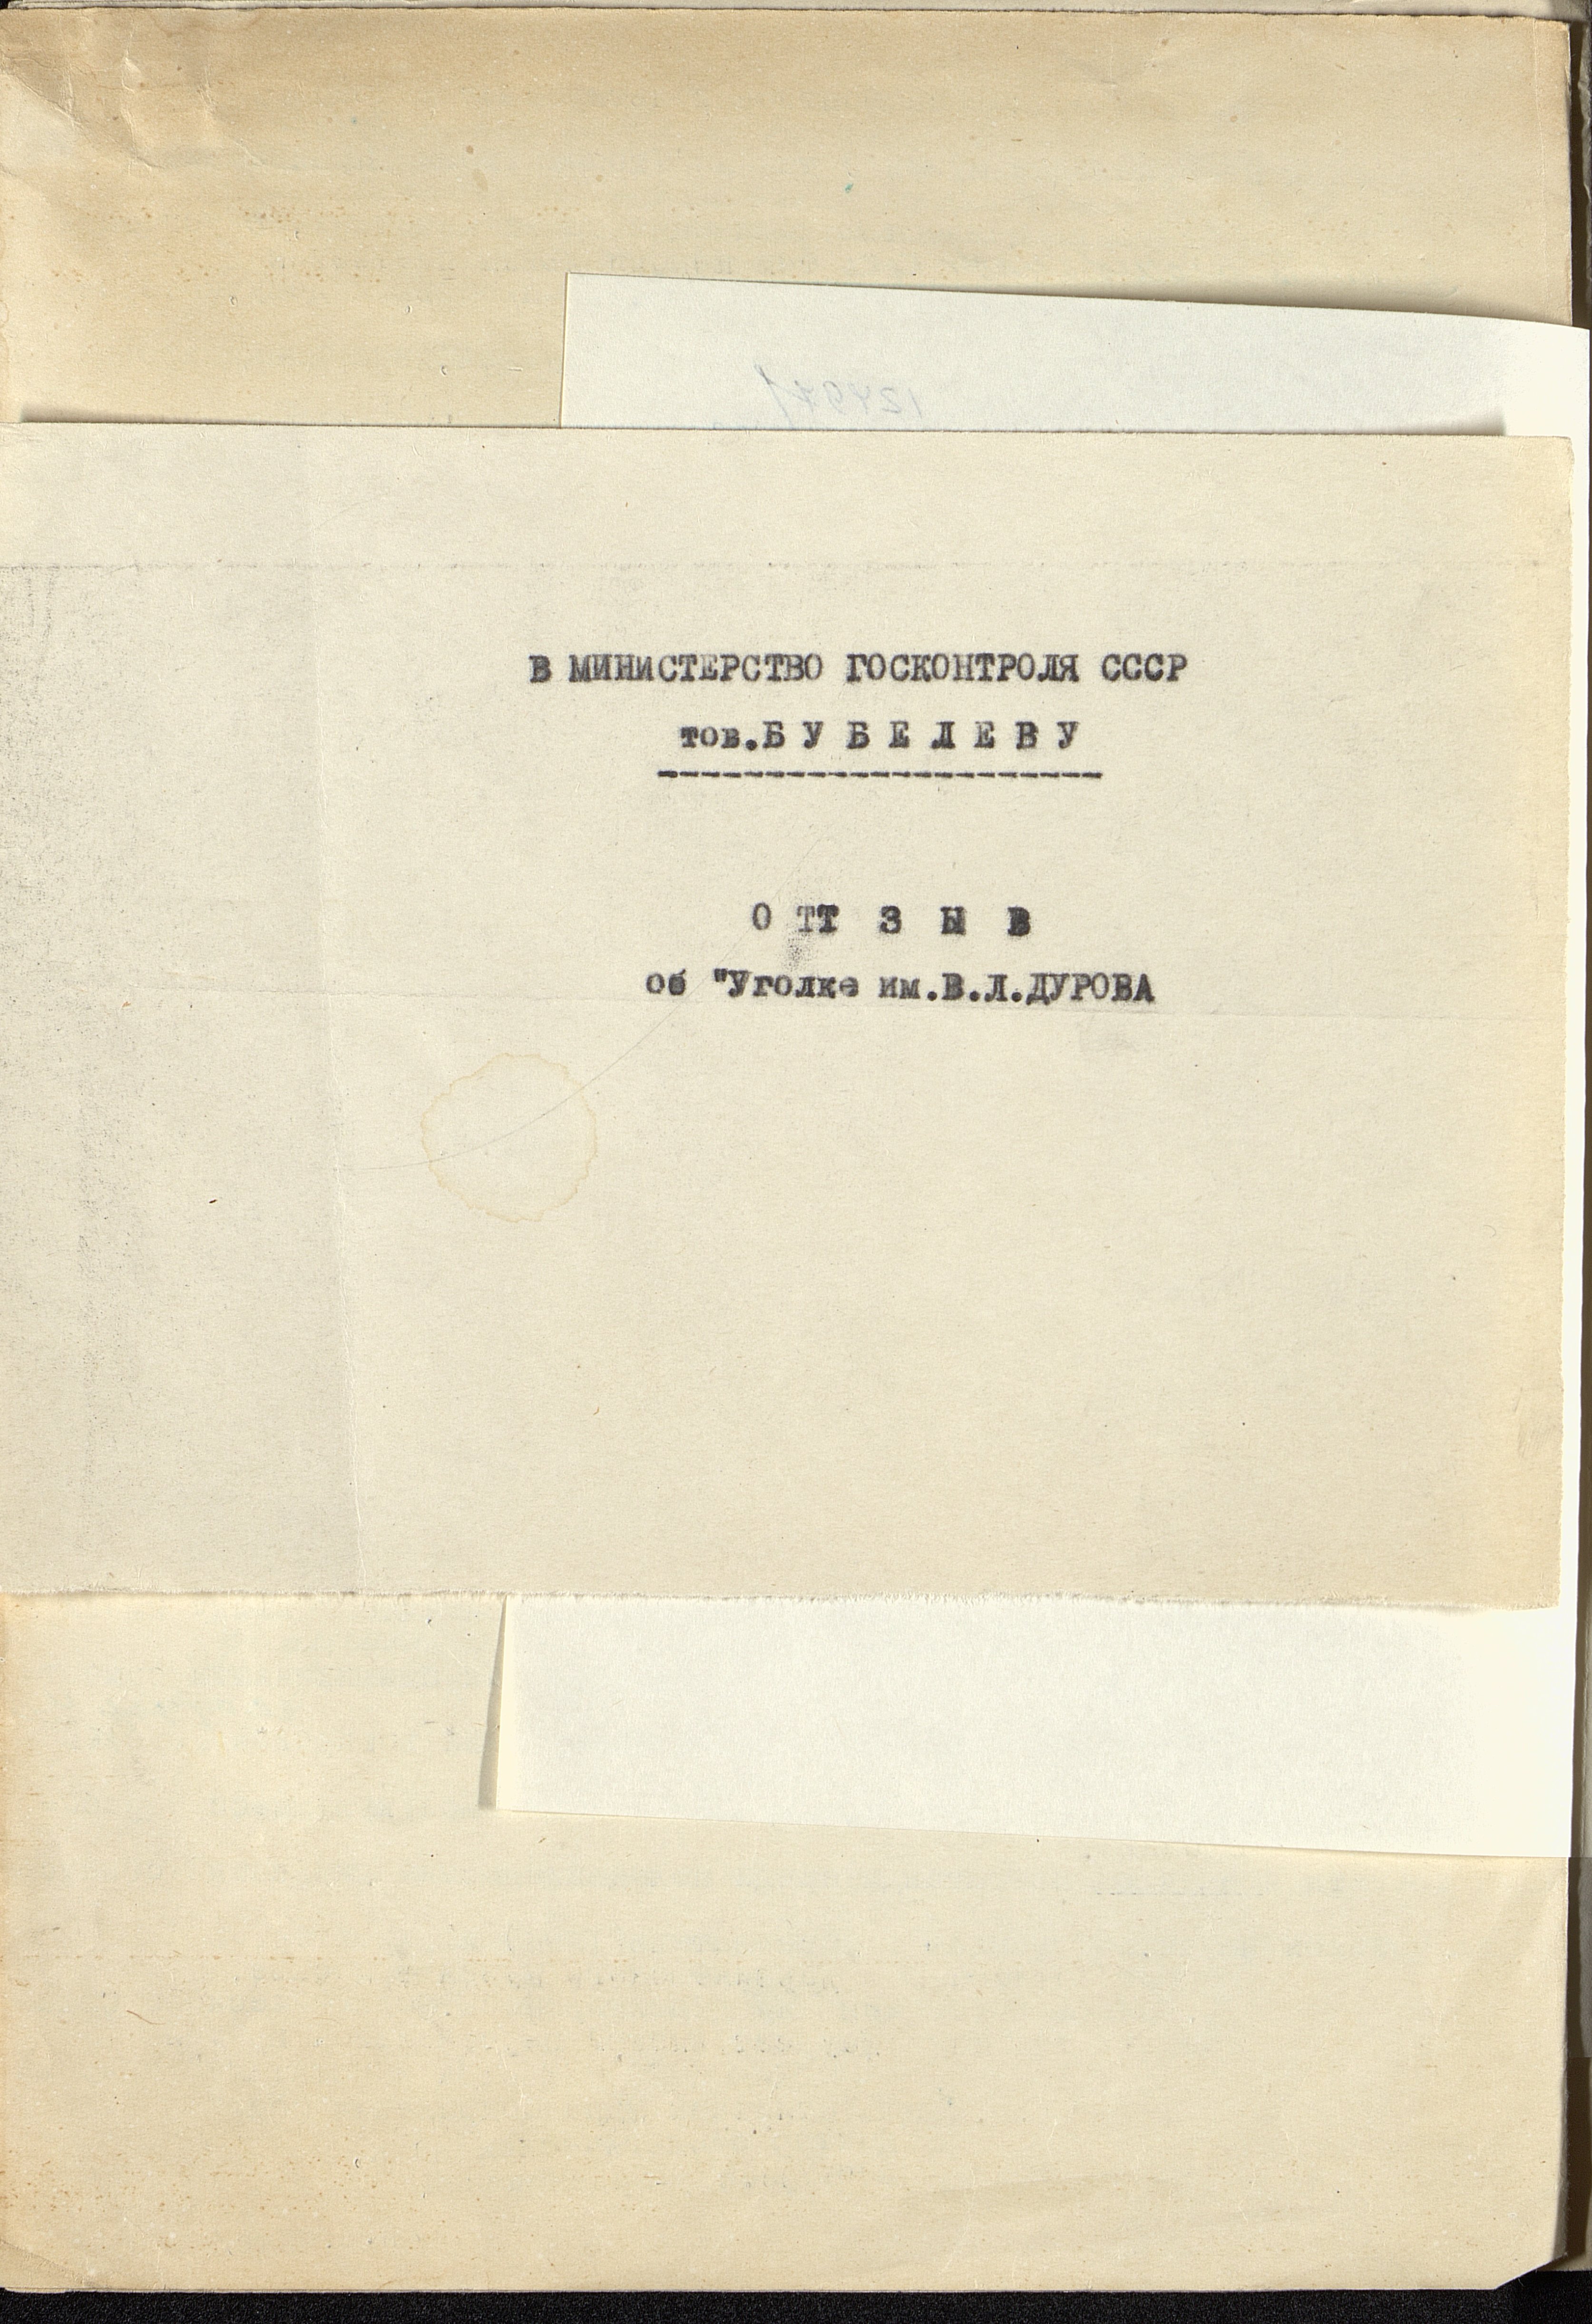 В МИНИСТЕРСТВО ГОСКОНТРОЛЯ СССР
тов.Б У Б Е Л Е В У
О ТТ З Ы В
об "Уголке им.В.Л.ДУРОВА